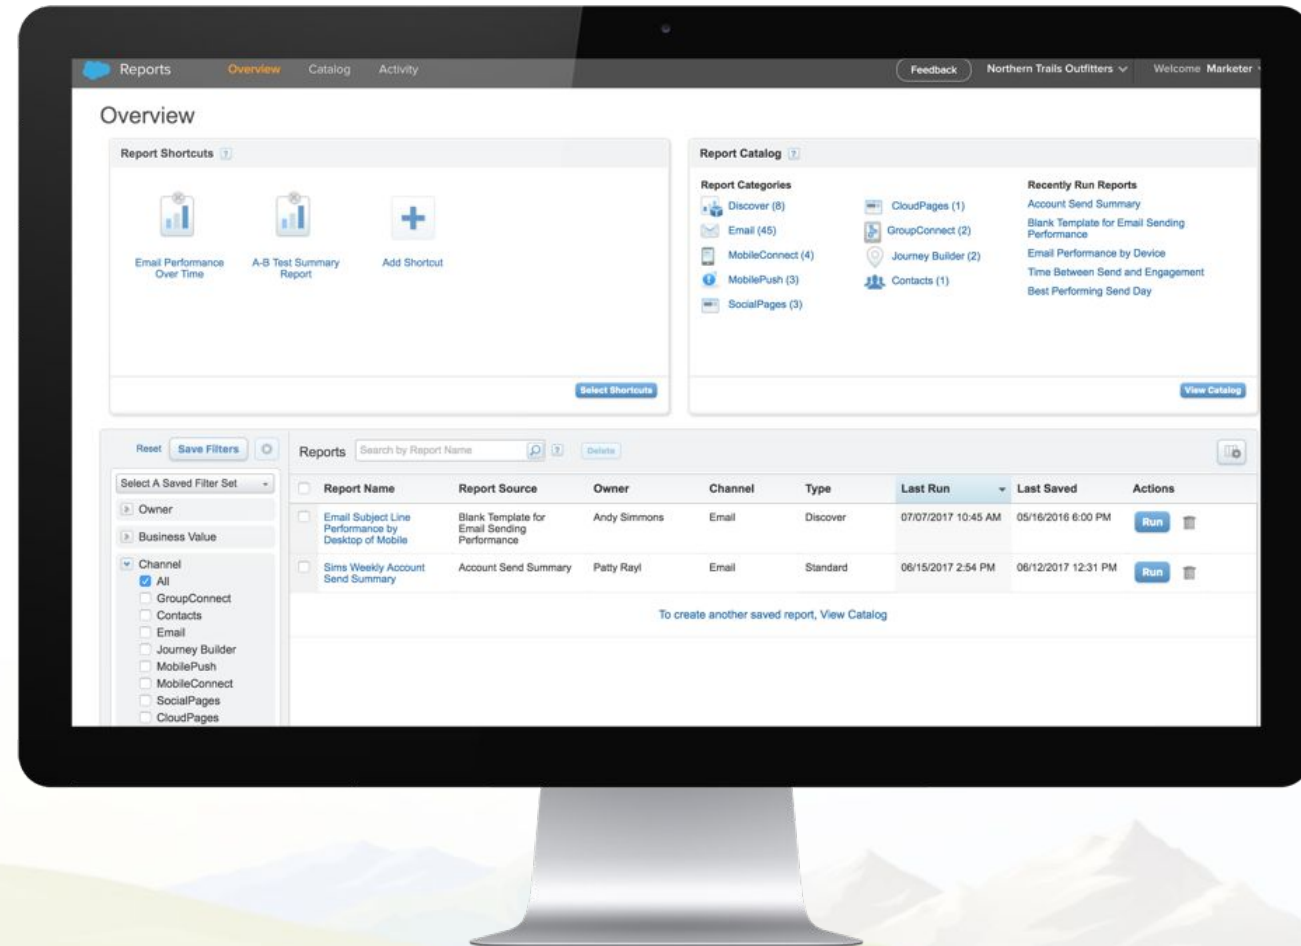 Reports Overview Catalog Activity Feedback Northern Trails Outfitters Welcome Marketer
Overview
Report Shortcuts ?
Email Performance
Over Time
A-B Test Summary
Report
Add Shortcut
Select Shortcuts
Report Catalog ?
Report Categories
Discover (8)
Email (45)
MobileConnect (4)
MobilePush (3)
SocialPages (3)
CloudPages (1)
GroupConnect (2)
Journey Builder (2)
Contacts (1)
Recently Run Reports
Account Send Summary
Blank Template for Email Sending
Performance
Email Performance by Device
Time Between Send and Engagement
Best Performing Send Day
View Catalog
Reset Save Filters
Select A Saved Filter Set
Owner
Business Value
Channel
All
GroupConnect
Contacts
Email
Journey Builder
MobilePush
MobileConnect
SocialPages
CloudPages
Reports Search by Report Name ? Delete
Report Name Report Source Owner Channel Type Last Run Last Saved Actions
Email Subject Line
Performance by
Desktop of Mobile
Blank Template for
Email Sending
Performance
Andy Simmons Email Discover 07/07/2017 10:45 AM 05/16/2016 6:00 PM Run
Sims Weekly Account
Send Summary
Account Send Summary Patty Rayl Email Standard 06/15/2017 2:54 PM 06/12/2017 12:31 PM Run
To create another saved report, View Catalog